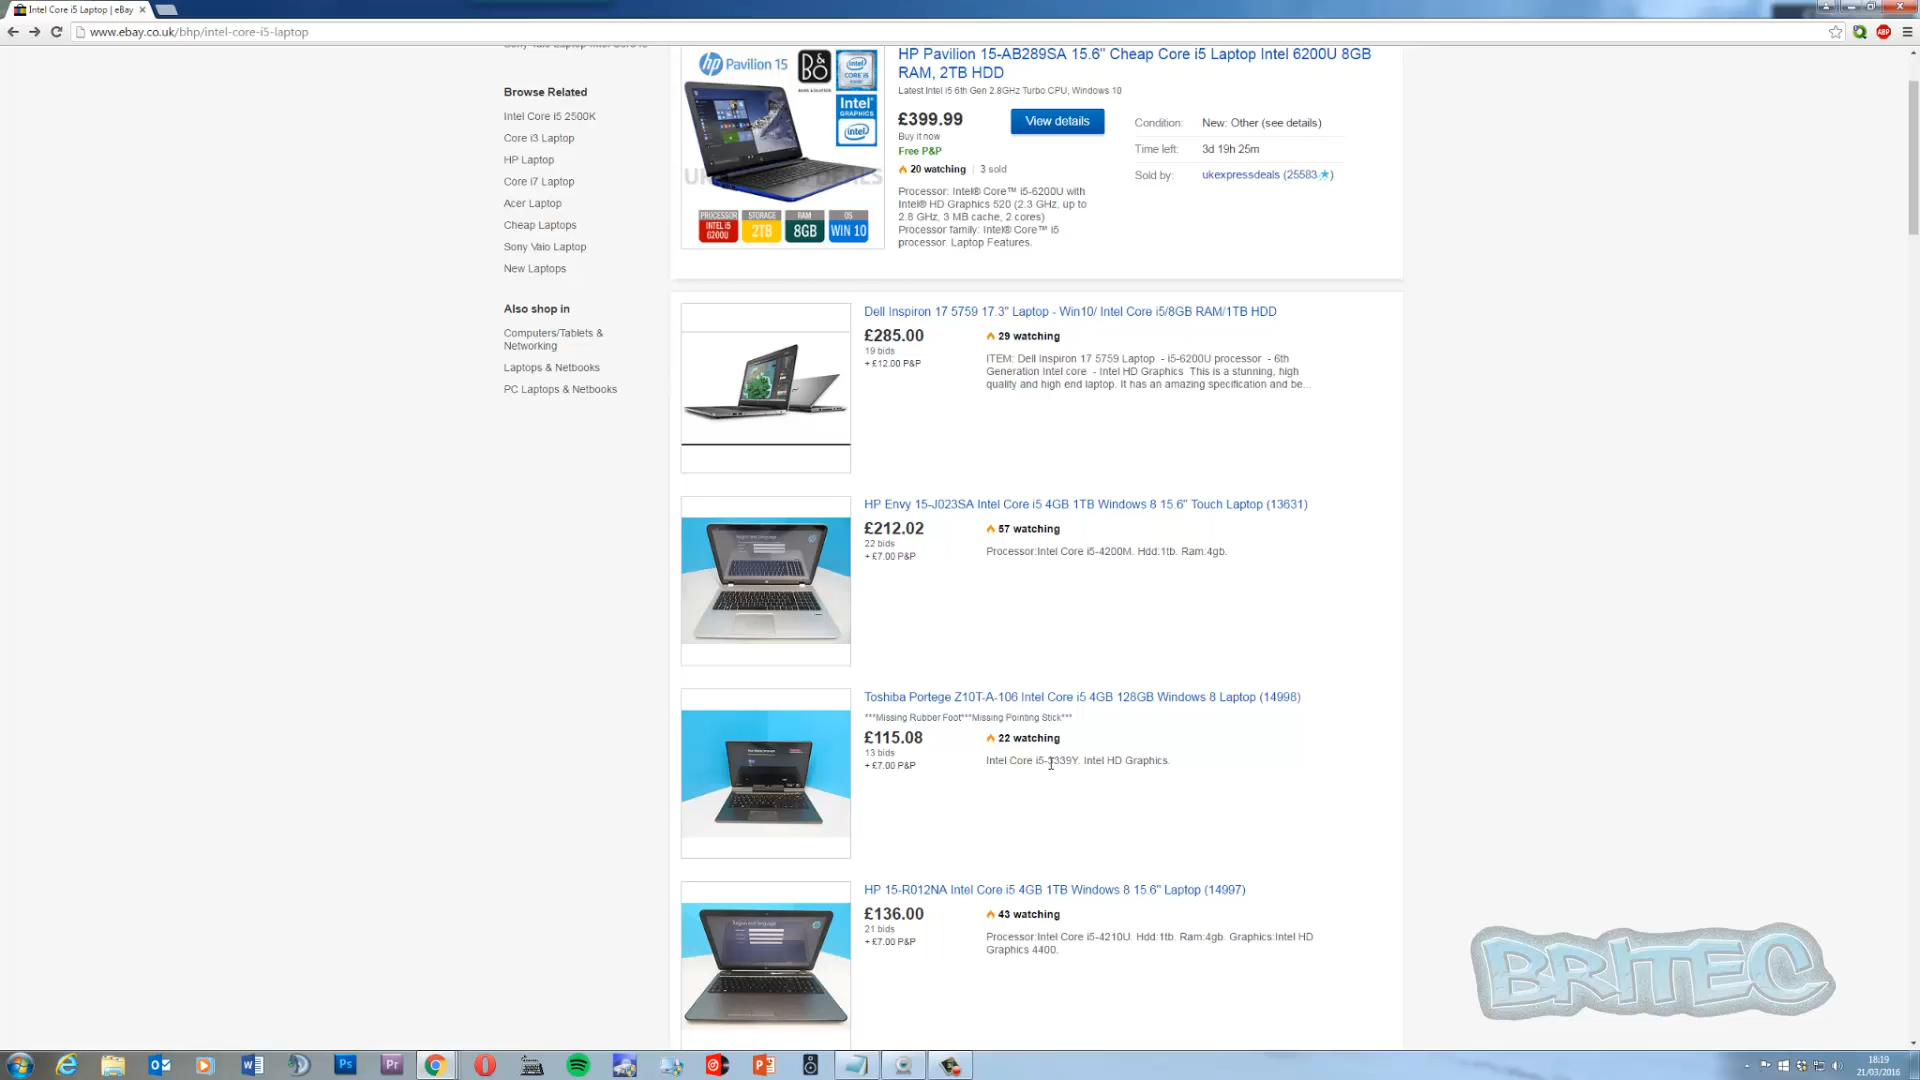 Intel Core i5 Laptop | eBay
www.ebay.co.uk/bhp/intel-core-i5-laptop
ABP
Browse Related
Intel Core i5 2500K
Core i3 Laptop
HP Laptop
Core i7 Laptop
Acer Laptop
Cheap Laptops
Sony Vaio Laptop
New Laptops
Also shop in
Computers/Tablets &
Networking
Laptops & Netbooks
PC Laptops & Netbooks
hp Pavilion 15
B&O
intel CORE i5
Intel GRAPHICS
intel
PROCESSOR INTEL i5 6200U
STORAGE 2TB
RAM 8GB
OS WIN 10
HP Pavilion 15-AB289SA 15.6" Cheap Core i5 Laptop Intel 6200U 8GB
RAM, 2TB HDD
Latest Intel i5 6th Gen 2.8GHz Turbo CPU, Windows 10
£399.99
View details
Buy it now
Free P&P
20 watching | 3 sold
Condition: New: Other (see details)
Time left: 3d 19h 25m
Sold by: ukexpressdeals (25583)
Processor: Intel® Core™ i5-6200U with
Intel® HD Graphics 520 (2.3 GHz, up to
2.8 GHz, 3 MB cache, 2 cores)
Processor family: Intel® Core™ i5
processor. Laptop Features.
Dell Inspiron 17 5759 17.3" Laptop - Win10/ Intel Core i5/8GB RAM/1TB HDD
£285.00
29 watching
19 bids
+ £12.00 P&P
ITEM: Dell Inspiron 17 5759 Laptop - i5-6200U processor - 6th
Generation Intel core - Intel HD Graphics This is a stunning, high
quality and high end laptop. It has an amazing specification and be...
HP Envy 15-J023SA Intel Core i5 4GB 1TB Windows 8 15.6" Touch Laptop (13631)
£212.02
57 watching
22 bids
+ £7.00 P&P
Processor:Intel Core i5-4200M. Hdd:1tb. Ram:4gb.
Toshiba Portege Z10T-A-106 Intel Core i5 4GB 128GB Windows 8 Laptop (14998)
***Missing Rubber Foot***Missing Pointing Stick***
£115.08
22 watching
13 bids
+ £7.00 P&P
Intel Core i5-3339Y. Intel HD Graphics.
HP 15-R012NA Intel Core i5 4GB 1TB Windows 8 15.6" Laptop (14997)
£136.00
43 watching
21 bids
+ £7.00 P&P
Processor:Intel Core i5-4210U. Hdd:1tb. Ram:4gb. Graphics:Intel HD
Graphics 4400.
BRITEC
Ps
Pr
18:19
21/03/2016